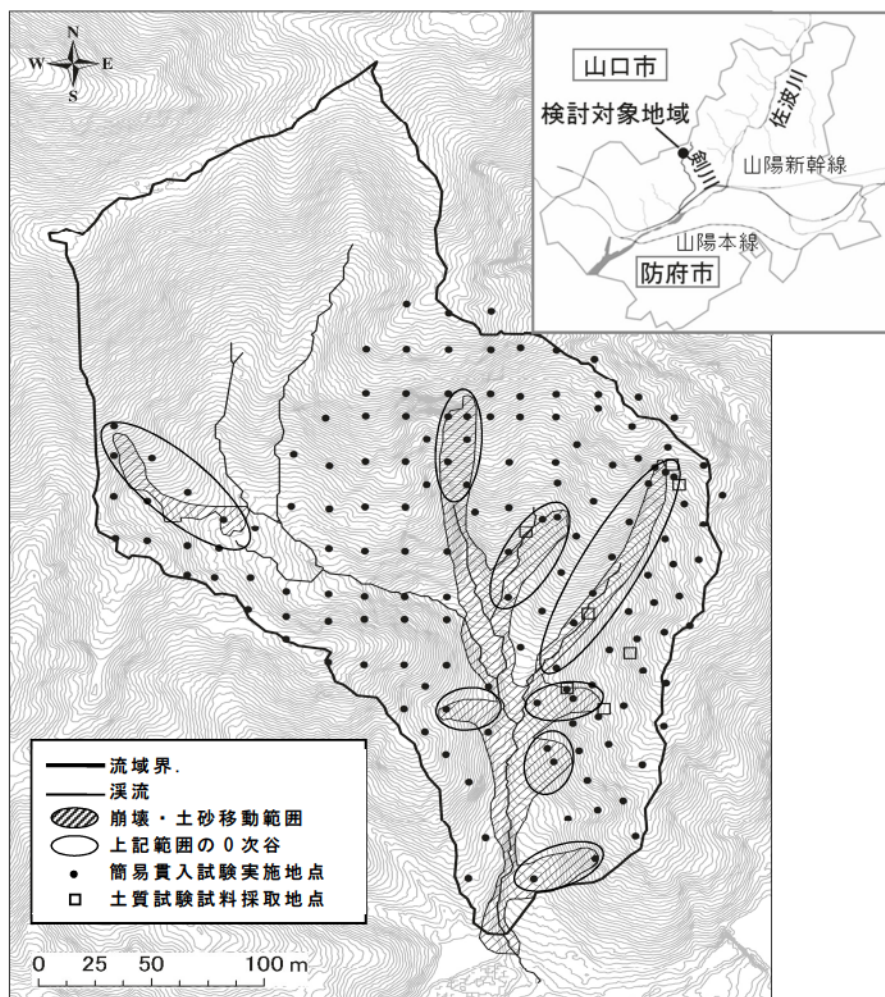 N
W E
S
山口市
検討対象地域
佐波川
剣川
山陽新幹線
山陽本線
防府市
流域界.
渓流
崩壊・土砂移動範囲
上記範囲の0次谷
簡易貫入試験実施地点
土質試験試料採取地点
0 25 50 100 m